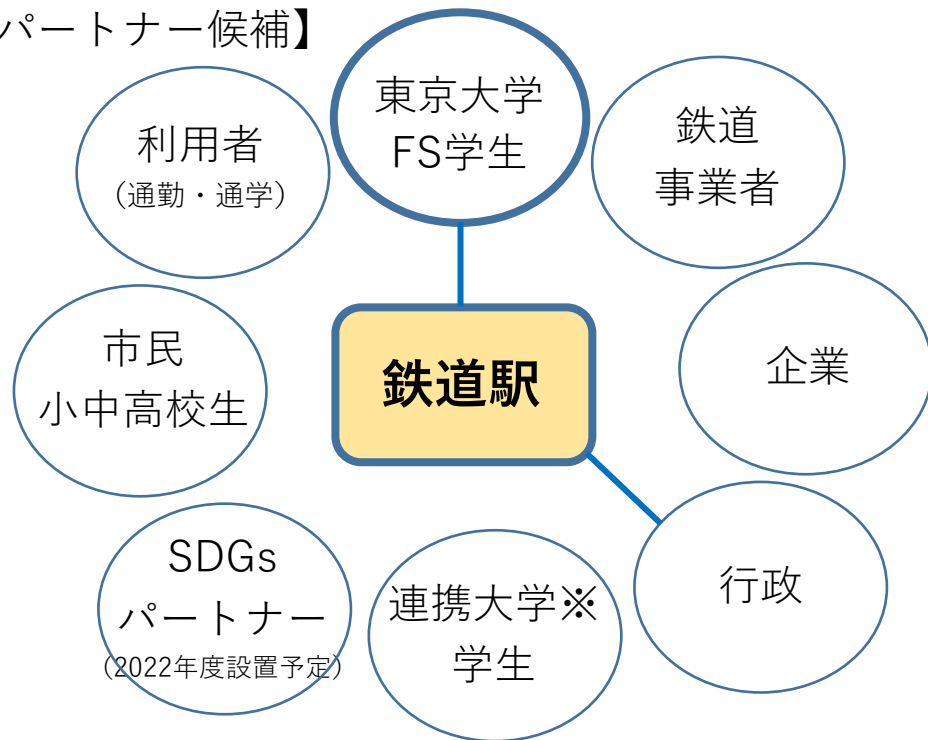 パートナー候補】
東京大学
FS学生
利用者
（通勤・通学）
鉄道
事業者
市民
小中高校生
鉄道駅
企業
SDGs
パートナー
（2022年度設置予定）
連携大学※
学生
行政